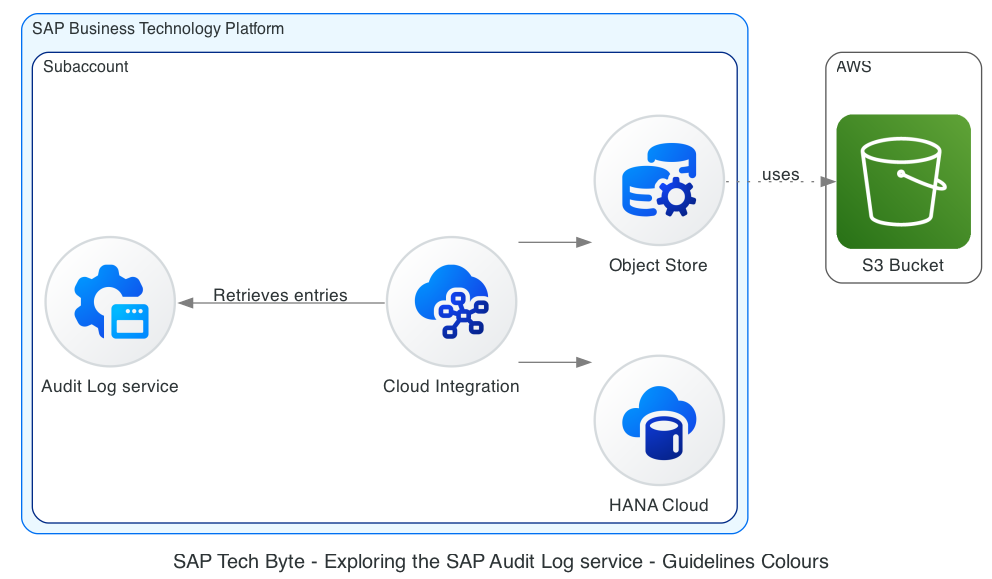 SAP Business Technology Platform
Subaccount
AWS
uses
Object Store
S3 Bucket
Retrieves entries
Audit Log service
Cloud Integration
HANA Cloud
SAP Tech Byte - Exploring the SAP Audit Log service - Guidelines Colours